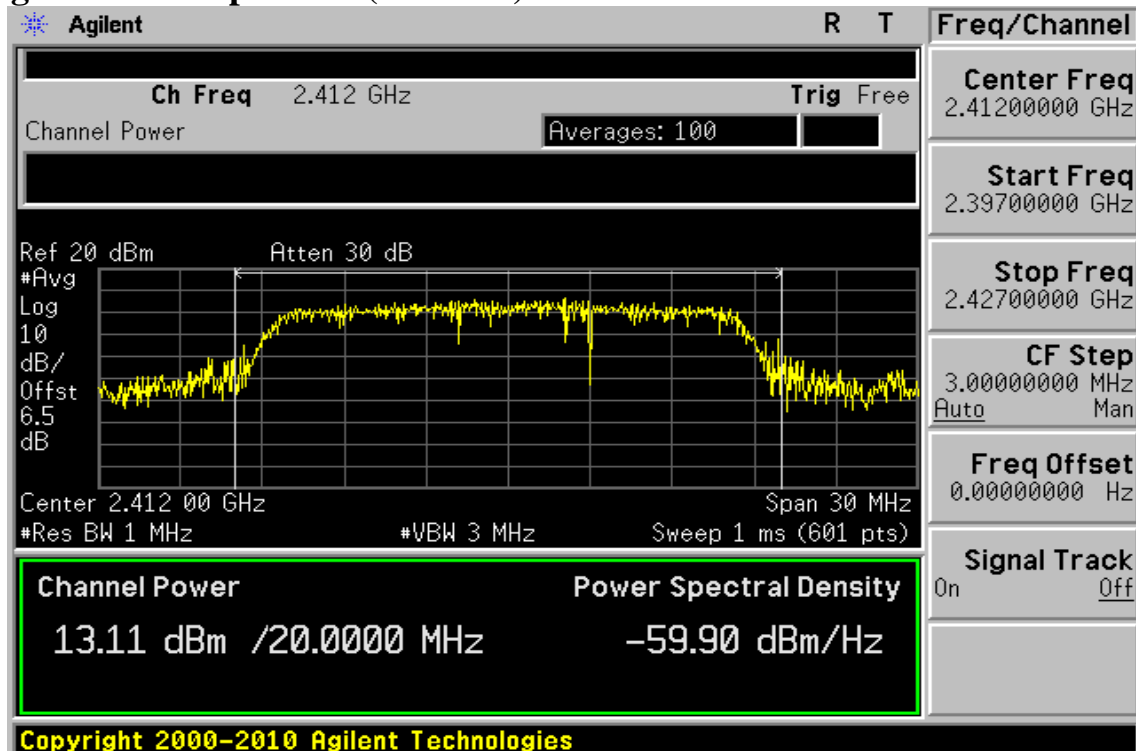 Agilent R T Freq/Channel
Ch Freq 2.412 GHz Trig Free
Channel Power Averages: 100
Center Freq
2.41200000 GHz
Start Freq
2.39700000 GHz
Stop Freq
2.42700000 GHz
CF Step
3.00000000 MHz
Auto Man
Freq Offset
0.00000000 Hz
Signal Track
On Off
Ref 20 dBm Atten 30 dB
#Avg
Log
10
dB/
Offst
6.5
dB
Center 2.412 00 GHz Span 30 MHz
#Res BW 1 MHz #VBW 3 MHz Sweep 1 ms (601 pts)
Channel Power Power Spectral Density
13.11 dBm /20.0000 MHz -59.90 dBm/Hz
Copyright 2000-2010 Agilent Technologies